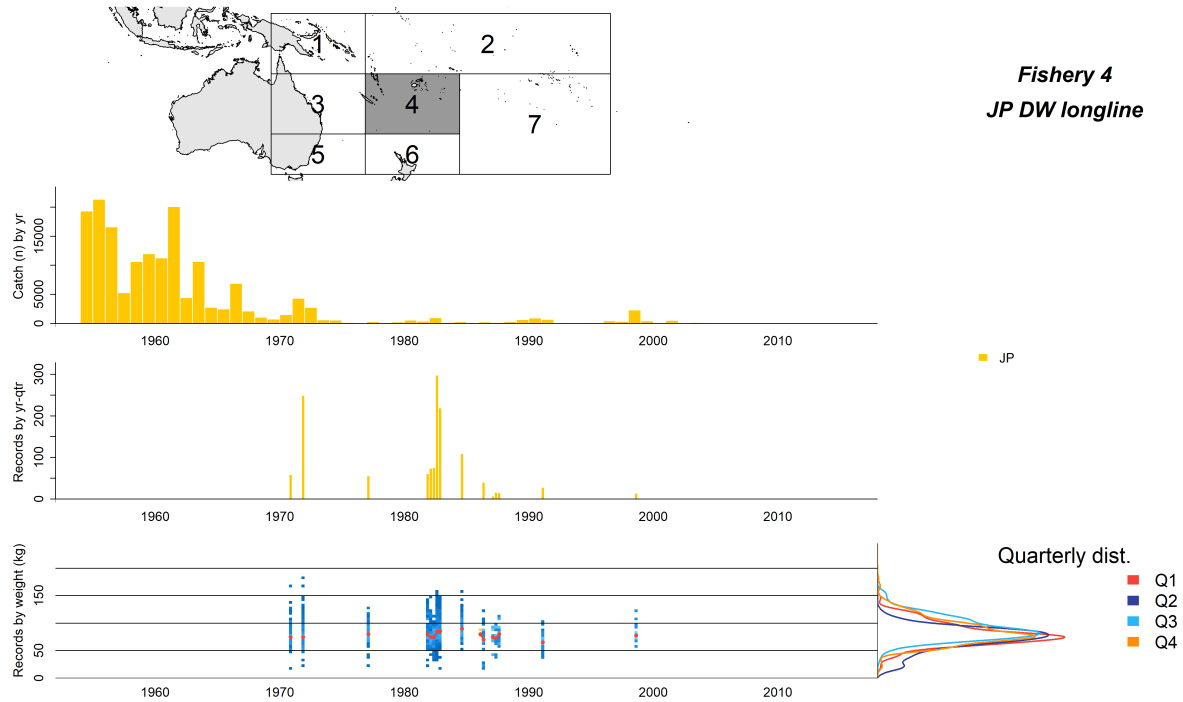 1
2
3
4
7
5
6
Fishery 4
JP DW longline
Catch (n) by yr
0
5000
15000
1960 1970 1980 1990 2000 2010
JP
Records by yr-qtr
0
100
200
300
1960 1970 1980 1990 2000 2010
Records by weight (kg)
0
50
150
1960 1970 1980 1990 2000 2010
Quarterly dist.
Q1
Q2
Q3
Q4